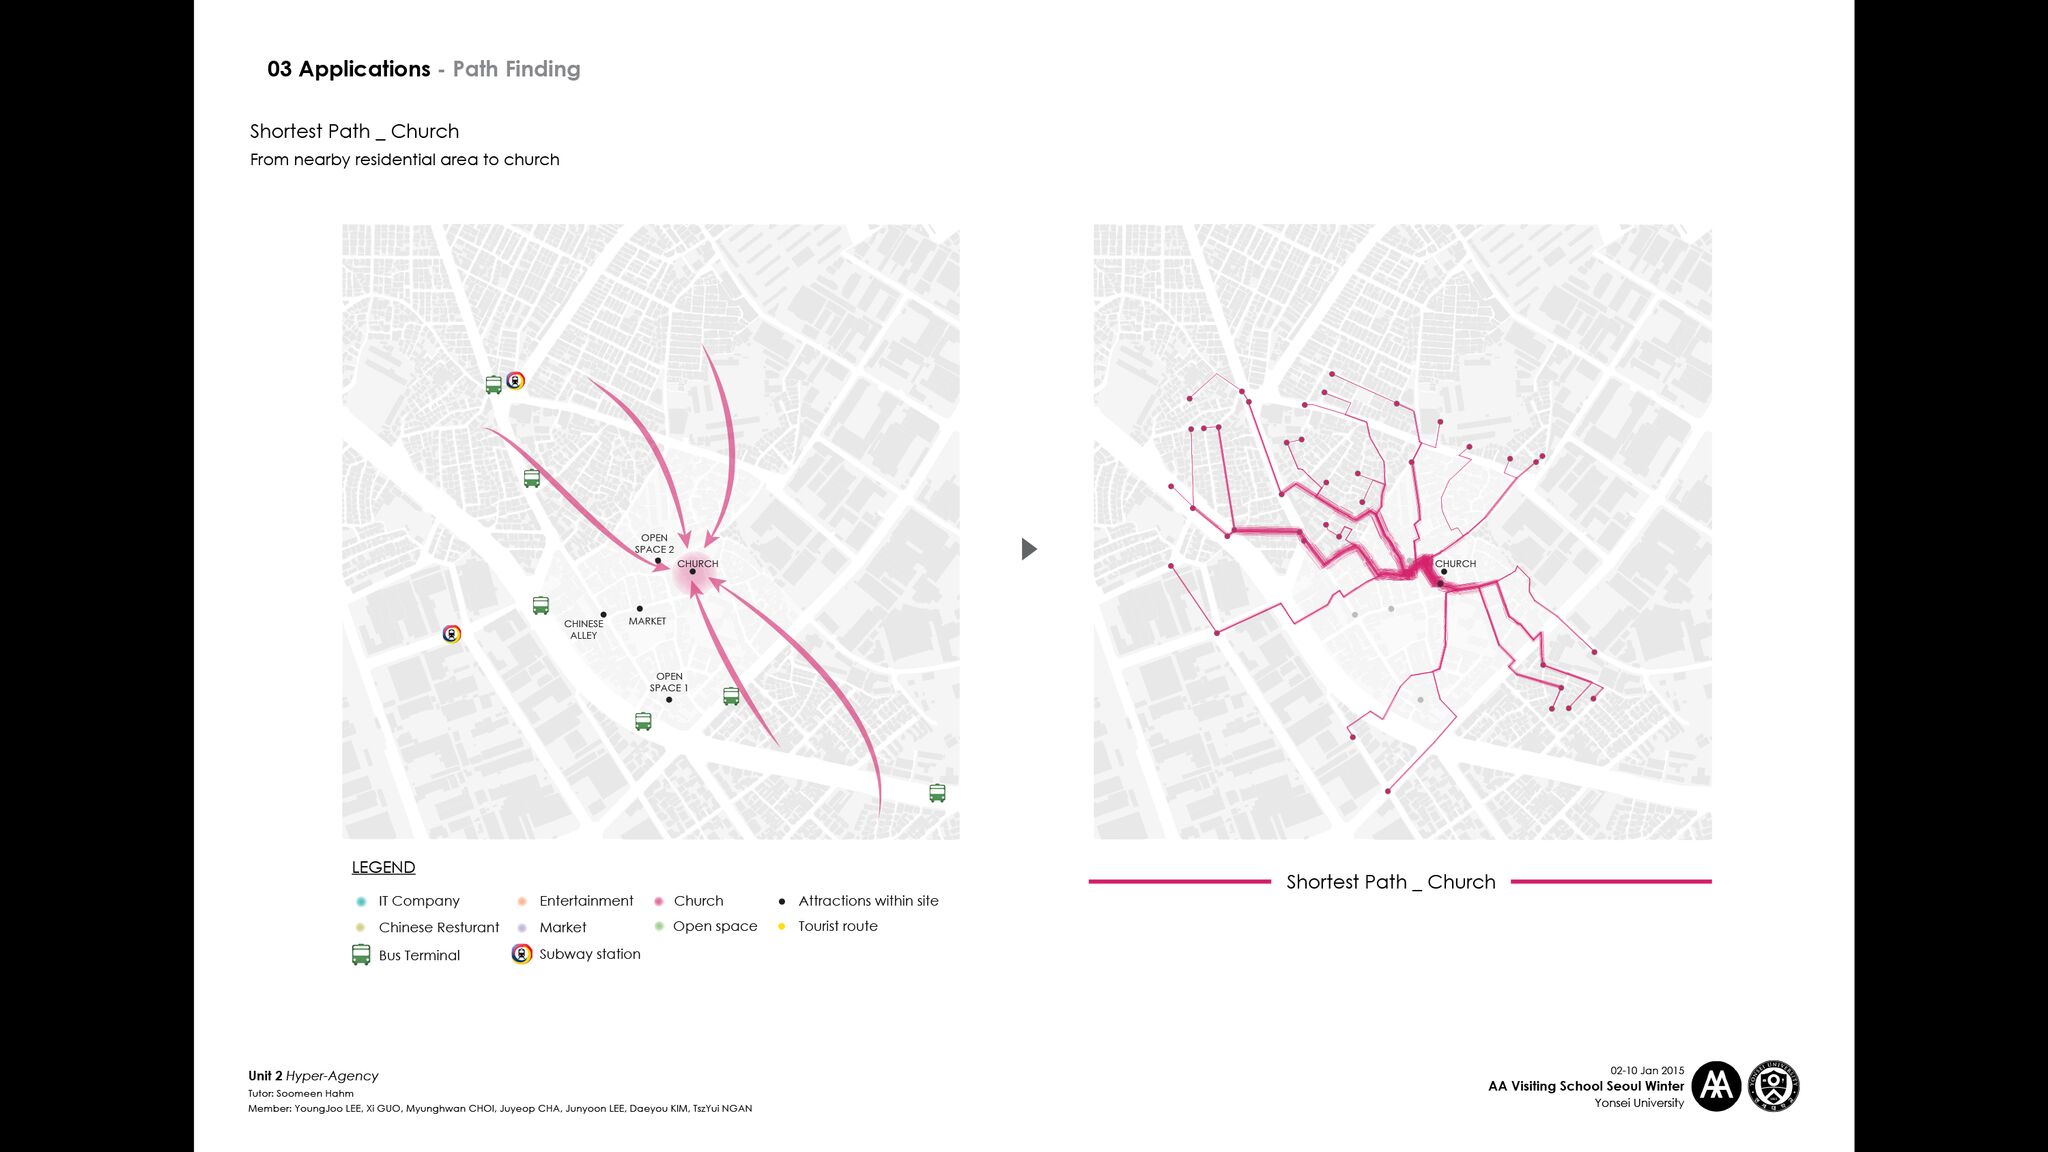 03 Applications - Path Finding
Shortest Path _ Church
From nearby residential area to church
OPEN
SPACE 2
CHURCH
CHINESE
ALLEY
MARKET
OPEN
SPACE 1
CHURCH
LEGEND
IT Company
Entertainment
Church
Attractions within site
Chinese Resturant
Market
Open space
Tourist route
Bus Terminal
Subway station
Shortest Path _ Church
Unit 2 Hyper-Agency
Tutor: Soomeen Hahm
Member: YoungJoo LEE, Xi GUO, Myunghwan CHOI, Juyeop CHA, Junyoon LEE, Daeyou KIM, TszYui NGAN
02-10 Jan 2015
AA Visiting School Seoul Winter
Yonsei University
AA
YONSEI UNIVERSITY